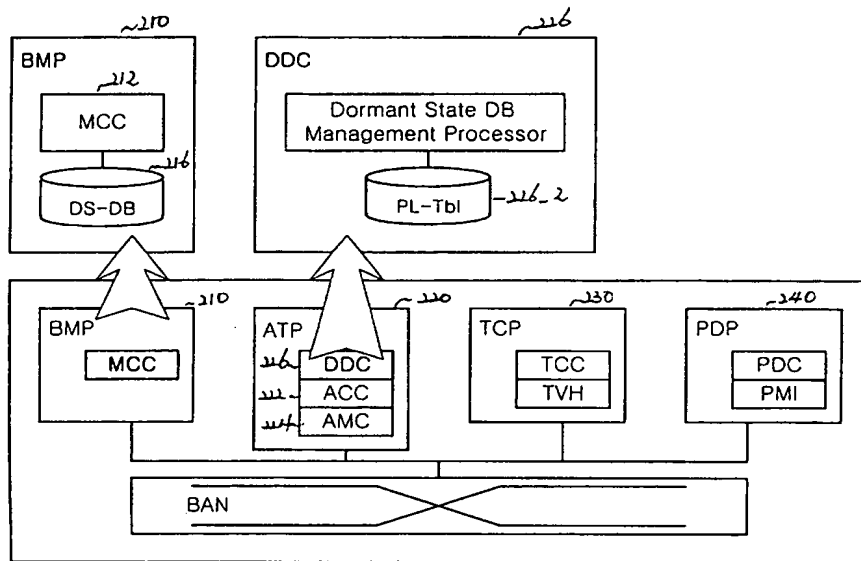 210
226
BMP
DDC
212
MCC
Dormant State DB
Management Processor
216
DS-DB
PL-Tbl
226_2
210
220
230
240
BMP
ATP
TCP
PDP
MCC
DDC
TCC
PDC
ACC
TVH
PMI
AMC
BAN